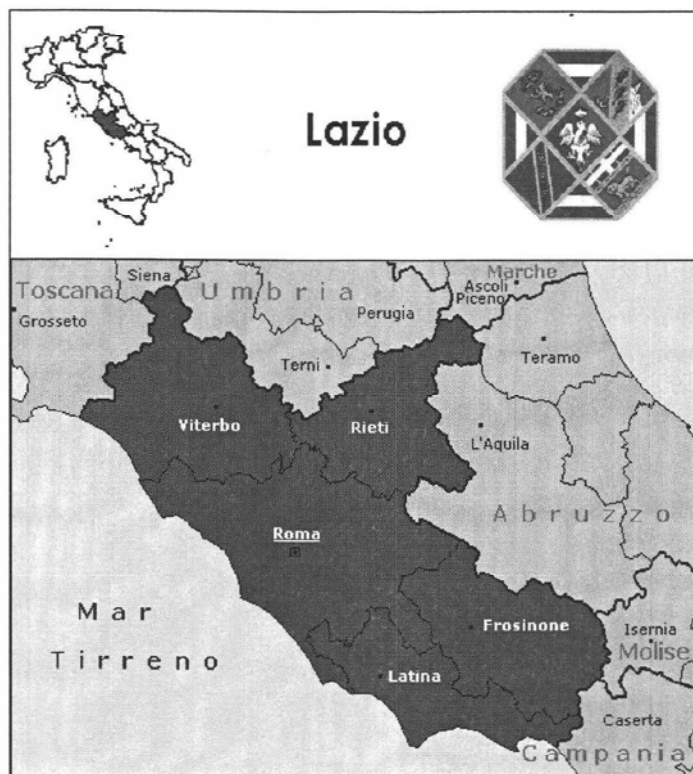 Lazio
Siena
Marche
Toscana
Umbria
Ascoli
Piceno
Grosseto
Perugia
Terni
Teramo
Viterbo
Rieti
L'Aquila
Abruzzo
Roma
Mar
Tirreno
Frosinone
Isernia
Molise
Latina
Caserta
Campania